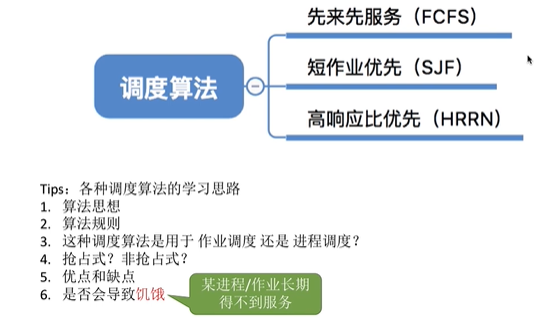 调度算法
先来先服务（FCFS）
短作业优先（SJF）
高响应比优先（HRRN）
Tips：各种调度算法的学习思路
1. 算法思想
2. 算法规则
3. 这种调度算法是用于 作业调度 还是 进程调度？
4. 抢占式？非抢占式？
5. 优点和缺点
6. 是否会导致饥饿
某进程/作业长期
得不到服务